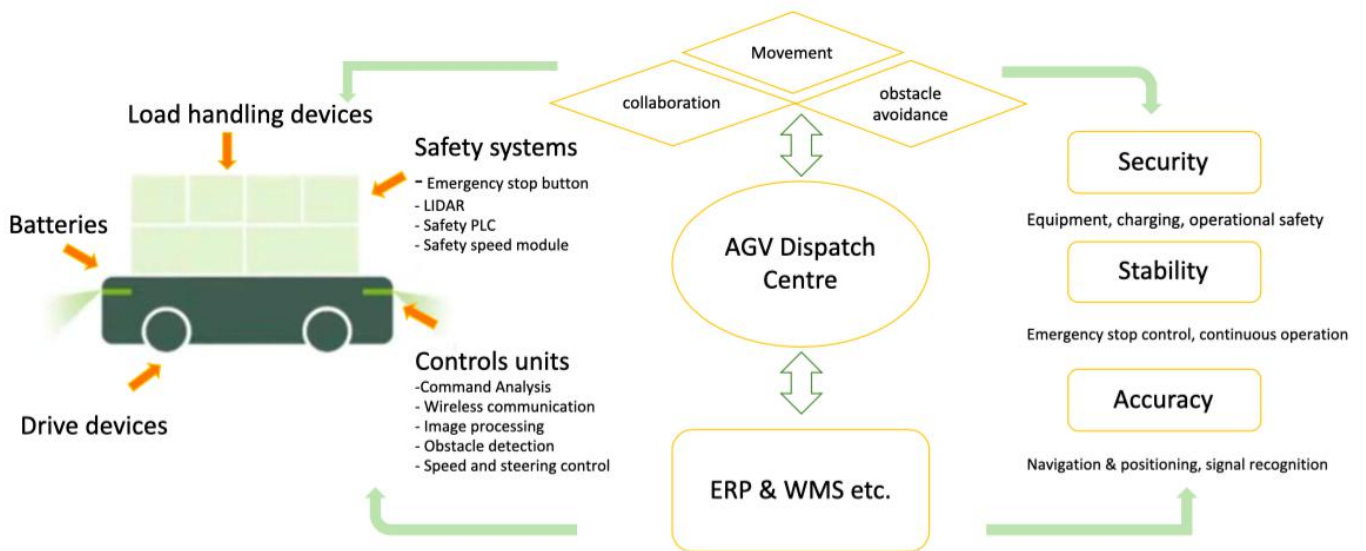 Load handling devices
Batteries
Drive devices
Safety systems
- Emergency stop button
- LIDAR
- Safety PLC
- Safety speed module
Controls units
-Command Analysis
- Wireless communication
- Image processing
- Obstacle detection
- Speed and steering control
Movement
collaboration
obstacle
avoidance
AGV Dispatch
Centre
ERP & WMS etc.
Security
Equipment, charging, operational safety
Stability
Emergency stop control, continuous operation
Accuracy
Navigation & positioning, signal recognition